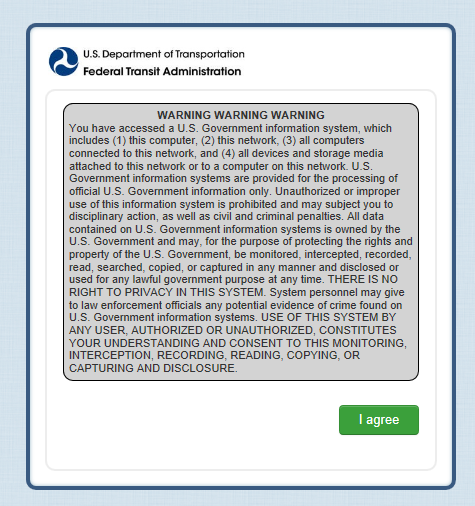 U.S. Department of Transportation
Federal Transit Administration
WARNING WARNING WARNING
You have accessed a U.S. Government information system, which
includes (1) this computer, (2) this network, (3) all computers
connected to this network, and (4) all devices and storage media
attached to this network or to a computer on this network. U.S.
Government information systems are provided for the processing of
official U.S. Government information only. Unauthorized or improper
use of this information system is prohibited and may subject you to
disciplinary action, as well as civil and criminal penalties. All data
contained on U.S. Government information systems is owned by the
U.S. Government and may, for the purpose of protecting the rights and
property of the U.S. Government, be monitored, intercepted, recorded,
read, searched, copied, or captured in any manner and disclosed or
used for any lawful government purpose at any time. THERE IS NO
RIGHT TO PRIVACY IN THIS SYSTEM. System personnel may give
to law enforcement officials any potential evidence of crime found on
U.S. Government information systems. USE OF THIS SYSTEM BY
ANY USER, AUTHORIZED OR UNAUTHORIZED, CONSTITUTES
YOUR UNDERSTANDING AND CONSENT TO THIS MONITORING,
INTERCEPTION, RECORDING, READING, COPYING, OR
CAPTURING AND DISCLOSURE.
I agree